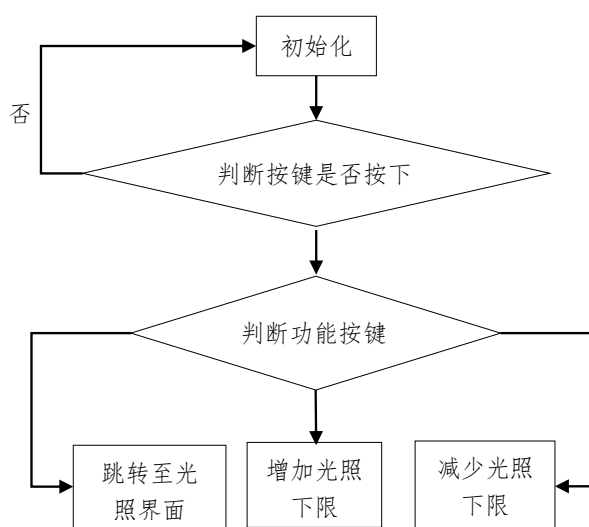 初始化
否
判断按键是否按下
判断功能按键
跳转至光
照界面
增加光照
下限
减少光照
下限